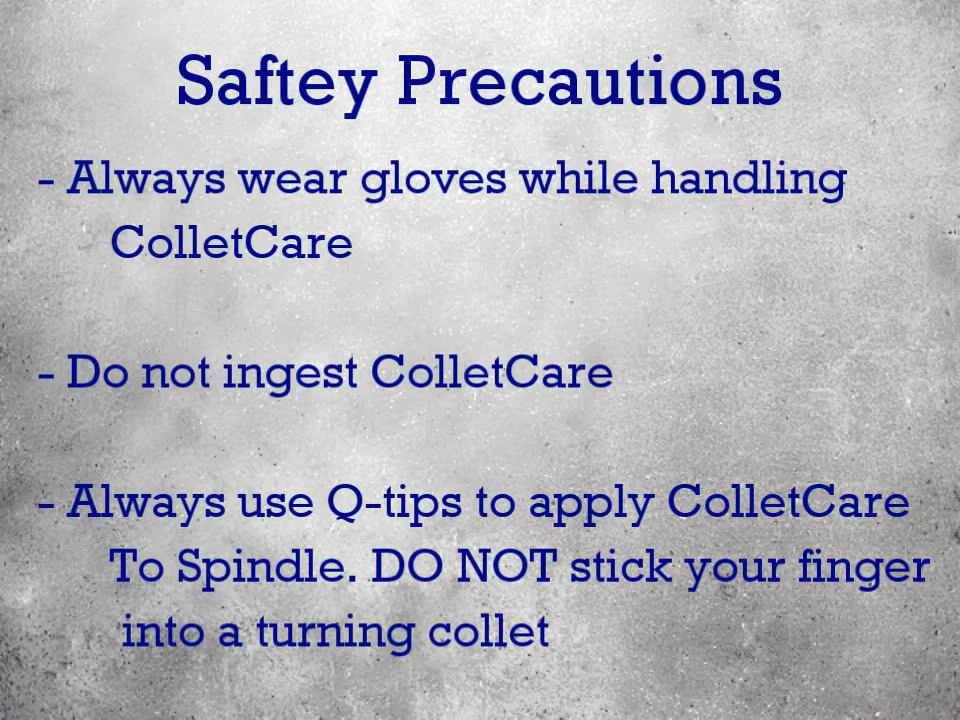 Saftey Precautions
- Always wear gloves while handling
ColletCare
- Do not ingest ColletCare
- Always use Q-tips to apply ColletCare
To Spindle. DO NOT stick your finger
into a turning collet